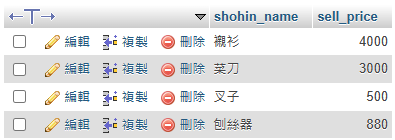 shohin_name sell_price
編輯 複製 刪除 襯衫 4000
編輯 複製 刪除 菜刀 3000
編輯 複製 刪除 叉子 500
編輯 複製 刪除 刨絲器 880